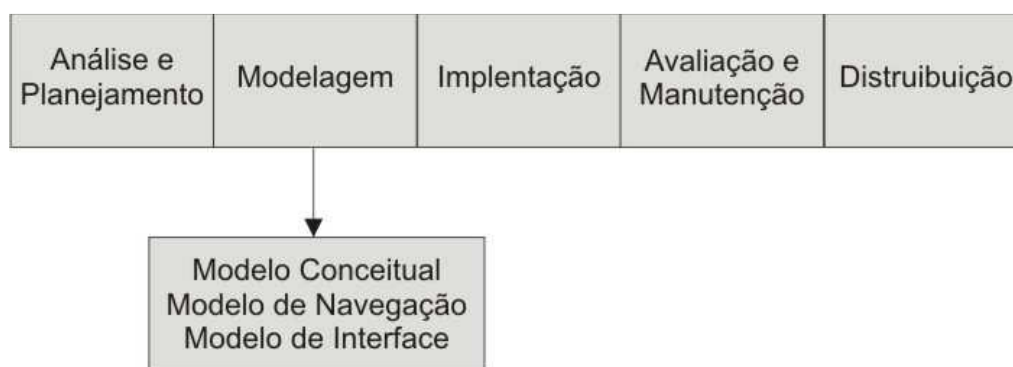 Análise e
Planejamento
Modelagem
Implentação
Avaliação e
Manutenção
Distruibuição
Modelo Conceitual
Modelo de Navegação
Modelo de Interface